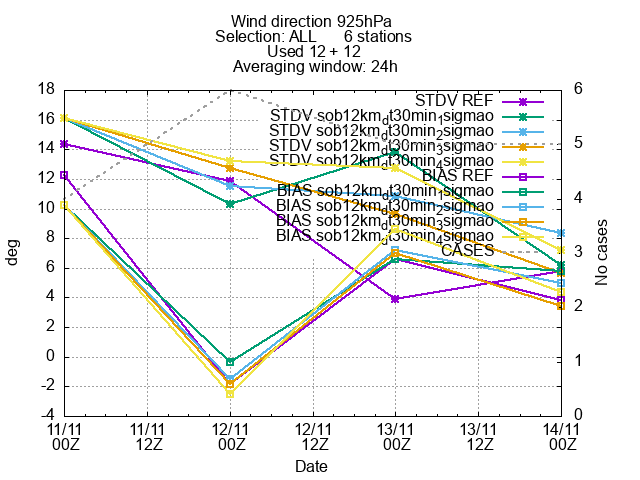 Wind direction 925hPa
Selection: ALL 6 stations
Used 12 + 12
Averaging window: 24h
STDV REF
STDV sob12km_dt30min_1sigmao
STDV sob12km_dt30min_2sigmao
STDV sob12km_dt30min_3sigmao
STDV sob12km_dt30min_4sigmao
BIAS REF
BIAS sob12km_dt30min_1sigmao
BIAS sob12km_dt30min_2sigmao
BIAS sob12km_dt30min_3sigmao
BIAS sob12km_dt30min_4sigmao
CASES
18
16
14
12
10
8
6
4
2
0
-2
-4
deg
6
5
4
3
2
1
0
No cases
11/11 11/11 12/11 12/11 13/11 13/11 14/11
00Z 12Z 00Z 12Z 00Z 12Z 00Z
Date